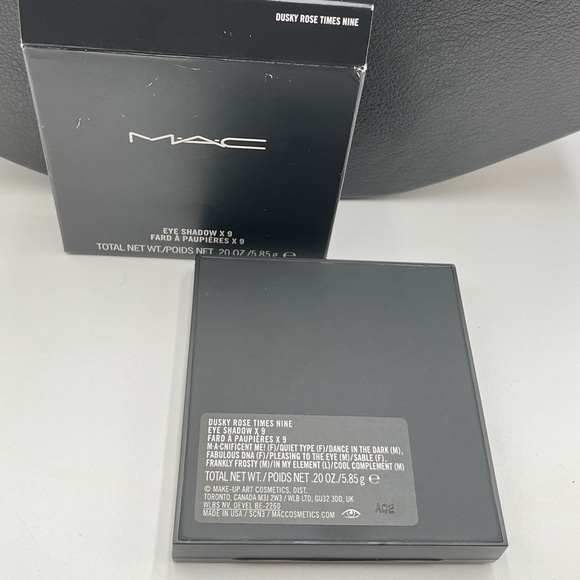 DUSKY ROSE TIMES NINE
M·A·C
EYE SHADOW X 9
FARD À PAUPIÈRES X 9
TOTAL NET WT./POIDS NET .20 OZ./5.85 g ℮
DUSKY ROSE TIMES NINE
EYE SHADOW X 9
FARD À PAUPIÈRES X 9
M·A·CNIFICENT ME! (F)/QUIET TYPE (F)/DANCE IN THE DARK (M),
FABULOUS DNA (F)/PLEASING TO THE EYE (M)/SABLE (F),
FRANKLY FROSTY (M)/IN MY ELEMENT (L)/COOL COMPLEMENT (M)
TOTAL NET WT./POIDS NET .20 OZ./5.85 g ℮
© MAKE-UP ART COSMETICS, DIST.
TORONTO, CANADA M3J 2W3 / WLB LTD, GU32 3DD, UK
WLBS NV, OEVEL BE-2260
MADE IN USA / SCN3 / MACCOSMETICS.COM